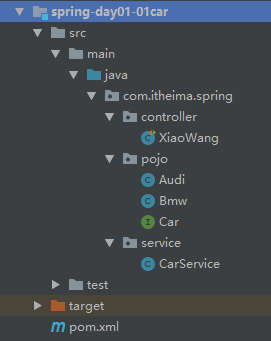 spring-day01-01car
src
main
java
com.itheima.spring
controller
XiaoWang
pojo
Audi
Bmw
Car
service
CarService
test
target
pom.xml